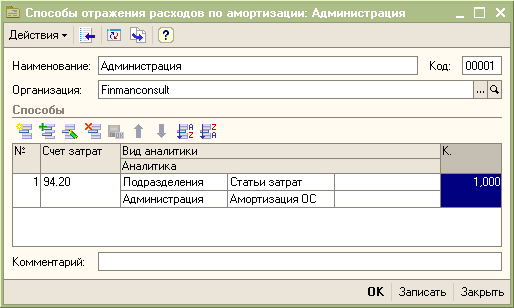 Способы отражения расходов по амортизации: Администрация
Действия
Наименование: Администрация Код: 00001
Организация: Finmanconsult ...
Способы
№ Счет затрат Вид аналитики К.
Аналитика
1 94.20 Подразделения Статьи затрат 1,000
Администрация Амортизация ОС
Комментарий:
OK Записать Закрыть